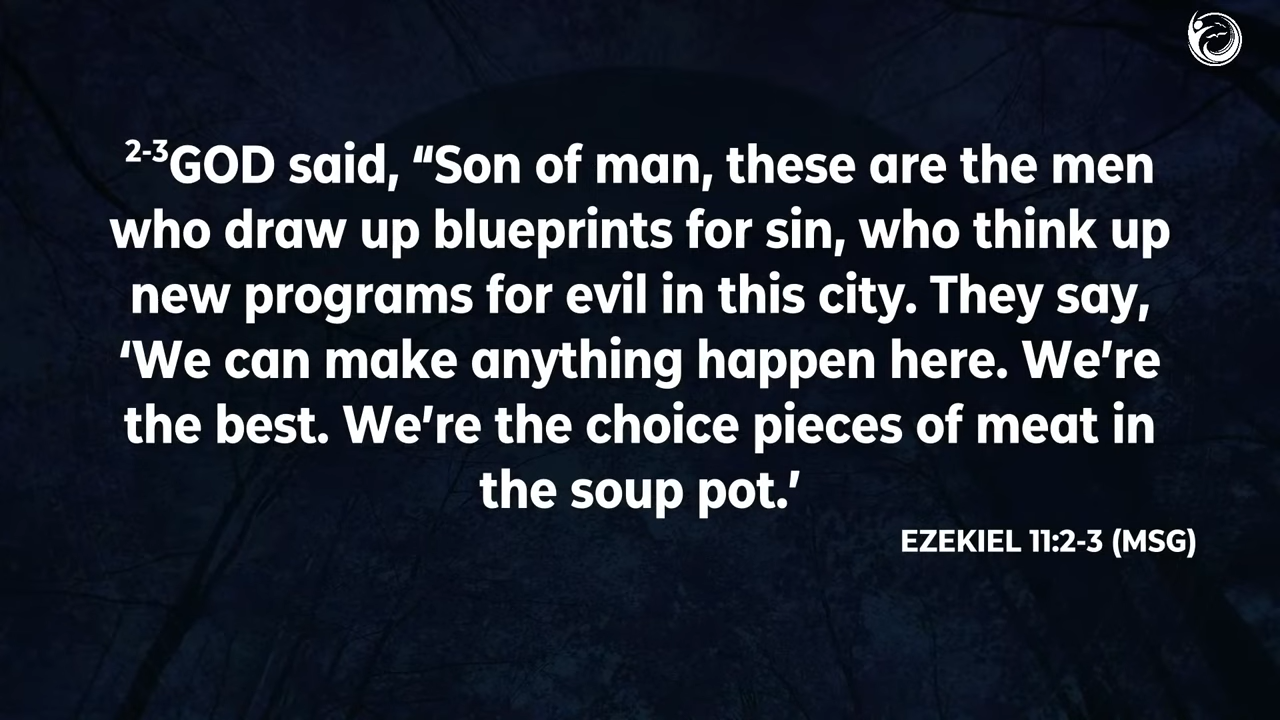 2-3GOD said, “Son of man, these are the men
who draw up blueprints for sin, who think up
new programs for evil in this city. They say,
‘We can make anything happen here. We’re
the best. We’re the choice pieces of meat in
the soup pot.’
EZEKIEL 11:2-3 (MSG)